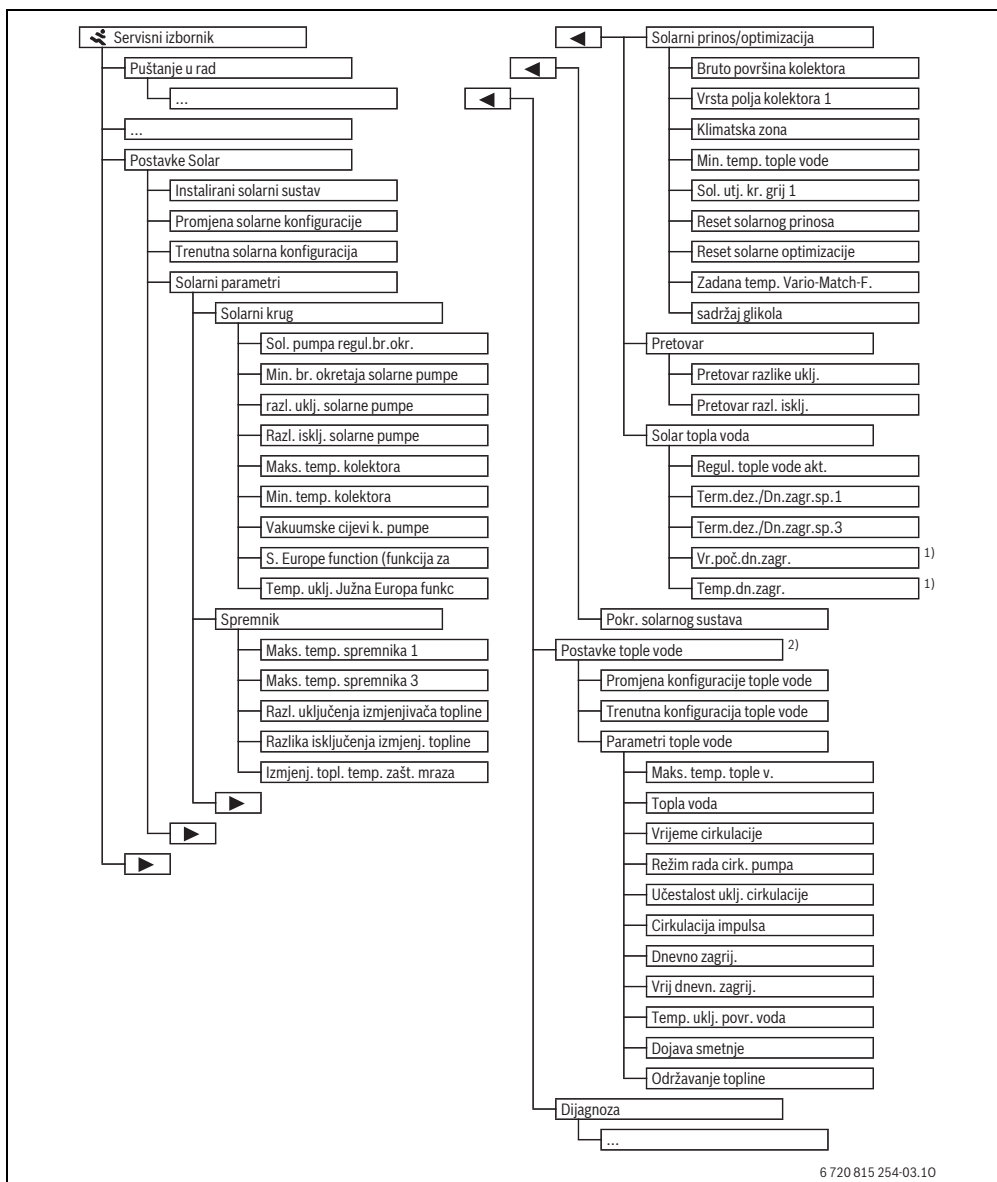 Servisni izbornik
Puštanje u rad
...
...
Postavke Solar
Instalirani solarni sustav
Promjena solarne konfiguracije
Trenutna solarna konfiguracija
Solarni parametri
Solarni krug
Sol. pumpa regul.br.okr.
Min. br. okretaja solarne pumpe
razl. uklj. solarne pumpe
Razl. isklj. solarne pumpe
Maks. temp. kolektora
Min. temp. kolektora
Vakuumske cijevi k. pumpe
S. Europe function (funkcija za
Temp. uklj. Južna Europa funkc
Spremnik
Maks. temp. spremnika 1
Maks. temp. spremnika 3
Razl. uključenja izmjenjivača topline
Razlika isključenja izmjenj. topline
Izmjenj. topl. temp. zašt. mraza
Solarni prinos/optimizacija
Bruto površina kolektora
Vrsta polja kolektora 1
Klimatska zona
Min. temp. tople vode
Sol. utj. kr. grij 1
Reset solarnog prinosa
Reset solarne optimizacije
Zadana temp. Vario-Match-F.
sadržaj glikola
Pretovar
Pretovar razlike uklj.
Pretovar razl. isklj.
Solar topla voda
Regul. tople vode akt.
Term.dez./Dn.zagr.sp.1
Term.dez./Dn.zagr.sp.3
Vr.poč.dn.zagr. 1)
Temp.dn.zagr. 1)
Pokr. solarnog sustava
Postavke tople vode 2)
Promjena konfiguracije tople vode
Trenutna konfiguracija tople vode
Parametri tople vode
Maks. temp. tople v.
Topla voda
Vrijeme cirkulacije
Režim rada cirk. pumpa
Učestalost uklj. cirkulacije
Cirkulacija impulsa
Dnevno zagrij.
Vrij dnevn. zagrij.
Temp. uklj. povr. voda
Dojava smetnje
Održavanje topline
Dijagnoza
...
6 720 815 254-03.1O